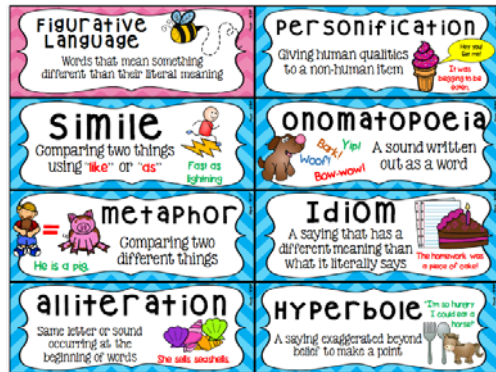 Figurative
Language
Words that mean something
different than their literal meaning
Personification
Giving human qualities
to a non-human item
Hey you!
Eat me!
It was
begging to be
eaten.
Simile
Comparing two things
using "like" or "as"
Fast as
lightning
Onomatopoeia
Bark!
Yip!
Woof!
Bow-wow!
A sound written
out as a word
=
metaphor
Comparing two
different things
He is a pig.
Idiom
A saying that has a
different meaning than
what it literally says
The homework was
a piece of cake!
alliteration
Same letter or sound
occurring at the
beginning of words
She sells seashells.
Hyperbole
A saying exaggerated beyond
belief to make a point
"I'm so hungry
I could eat a
horse!"